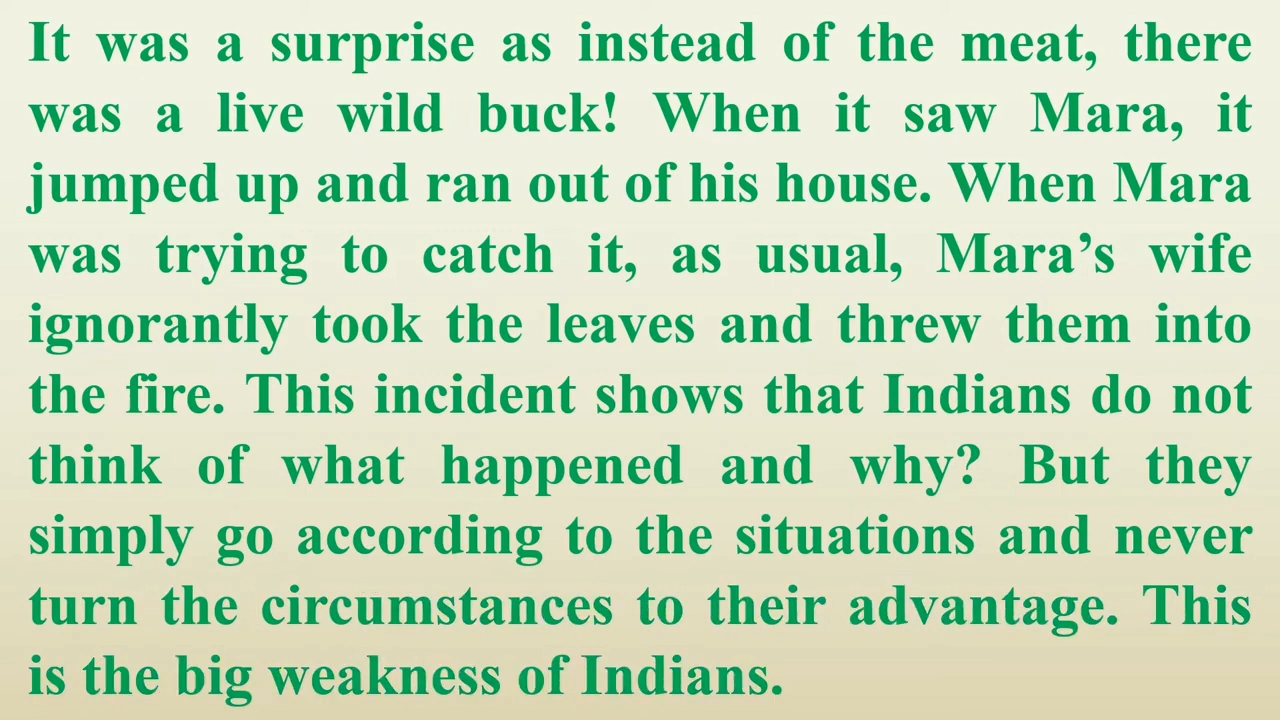 It was a surprise as instead of the meat, there
was a live wild buck! When it saw Mara, it
jumped up and ran out of his house. When Mara
was trying to catch it, as usual, Mara’s wife
ignorantly took the leaves and threw them into
the fire. This incident shows that Indians do not
think of what happened and why? But they
simply go according to the situations and never
turn the circumstances to their advantage. This
is the big weakness of Indians.